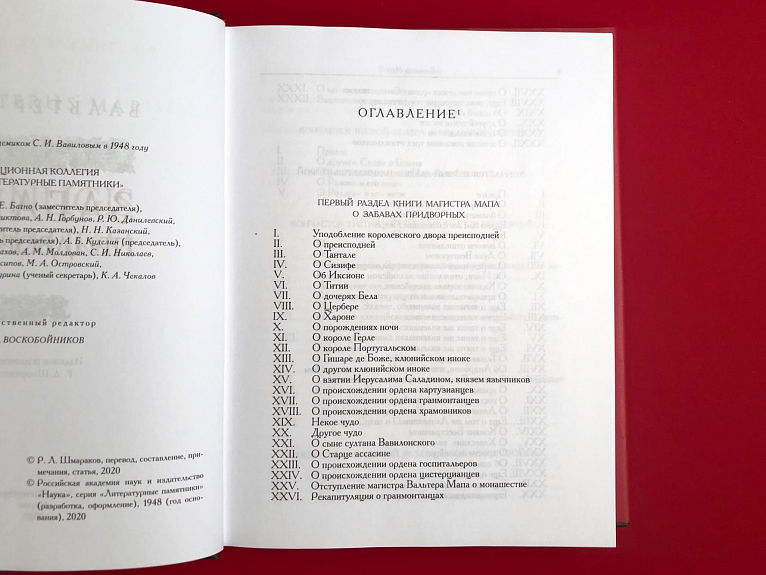 демиком С. И. Вавиловым в 1948 году
ЦИОННАЯ КОЛЛЕГИЯ
ТЕРАТУРНЫЕ ПАМЯТНИКИ»
Е. Багно (заместитель председателя),
А. Н. Горбунов, Р. Ю. Данилевский,
Н. Н. Казанский,
председателя), А. Б. Куделин (председатель),
А. М. Молдован, С. И. Николаев,
М. А. Островский,
(ученый секретарь), К. А. Чекалов
ственный редактор
ВОСКОБОЙНИКОВ
© Р. Л. Шмараков, перевод, составление, при-
мечания, статья, 2020
© Российская академия наук и издательство
«Наука», серия «Литературные памятники»
(разработка, оформление), 1948 (год осно-
вания), 2020
ОГЛАВЛЕНИЕ¹
ПЕРВЫЙ РАЗДЕЛ КНИГИ МАГИСТРА МАПА
О ЗАБАВАХ ПРИДВОРНЫХ
I. Уподобление королевского двора преисподней
II. О преисподней
III. О Тантале
IV. О Сизифе
V. Об Иксионе
VI. О Титии
VII. О дочерях Бела
VIII. О Цербере
IX. О Хароне
X. О порождениях ночи
XI. О короле Герле
XII. О короле Португальском
XIII. О Гишаре де Боже, клюнийском иноке
XIV. О другом клюнийском иноке
XV. О взятии Иерусалима Саладином, князем язычников
XVI. О происхождении ордена картузианцев
XVII. О происхождении ордена гранмонтанцев
XVIII. О происхождении ордена храмовников
XIX. Некое чудо
XX. Другое чудо
XXI. О сыне султана Вавилонского
XXII. О Старце ассасине
XXIII. О происхождении ордена госпитальеров
XXIV. О происхождении ордена цистерцианцев
XXV. Отступление магистра Вальтера Мапа о монашестве
XXVI. Рекапитуляция о гранмонтанцах